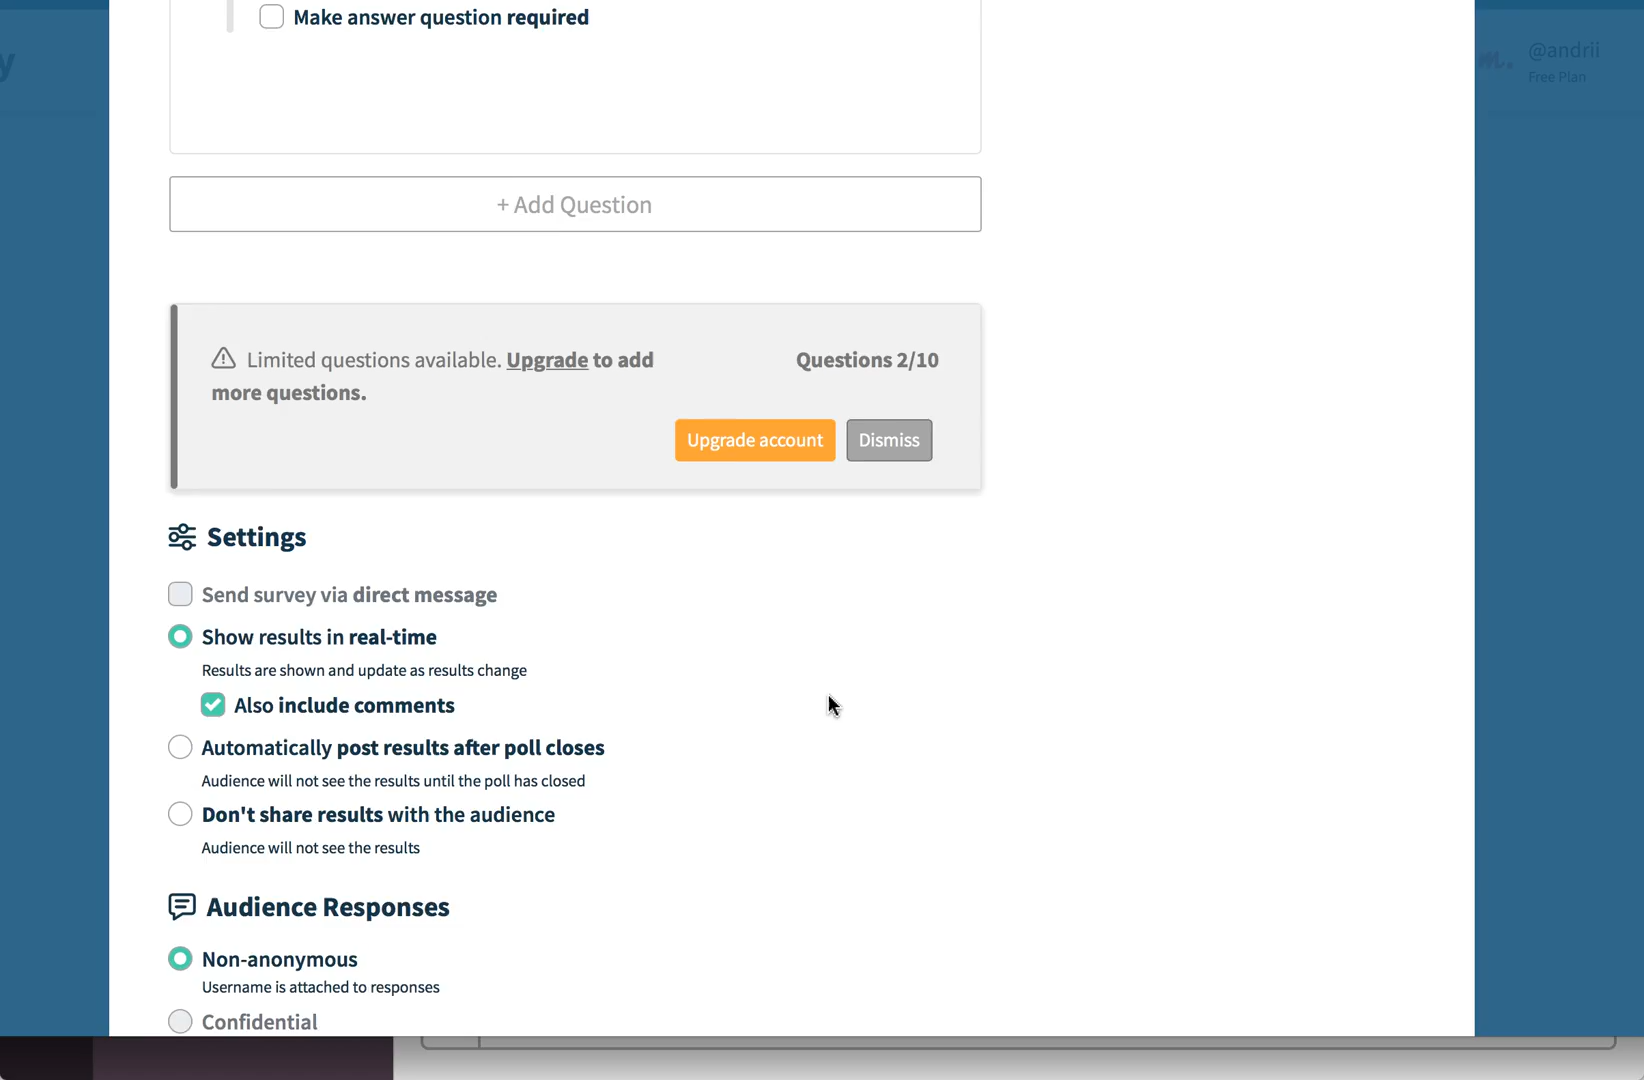 Make answer question required
y
m.
@andrii
Free Plan
+ Add Question
Limited questions available. Upgrade to add
more questions.
Questions 2/10
Upgrade account
Dismiss
Settings
Send survey via direct message
Show results in real-time
Results are shown and update as results change
Also include comments
Automatically post results after poll closes
Audience will not see the results until the poll has closed
Don't share results with the audience
Audience will not see the results
Audience Responses
Non-anonymous
Username is attached to responses
Confidential